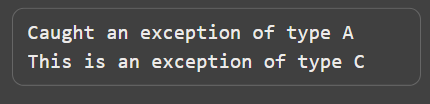 Caught an exception of type A
This is an exception of type C